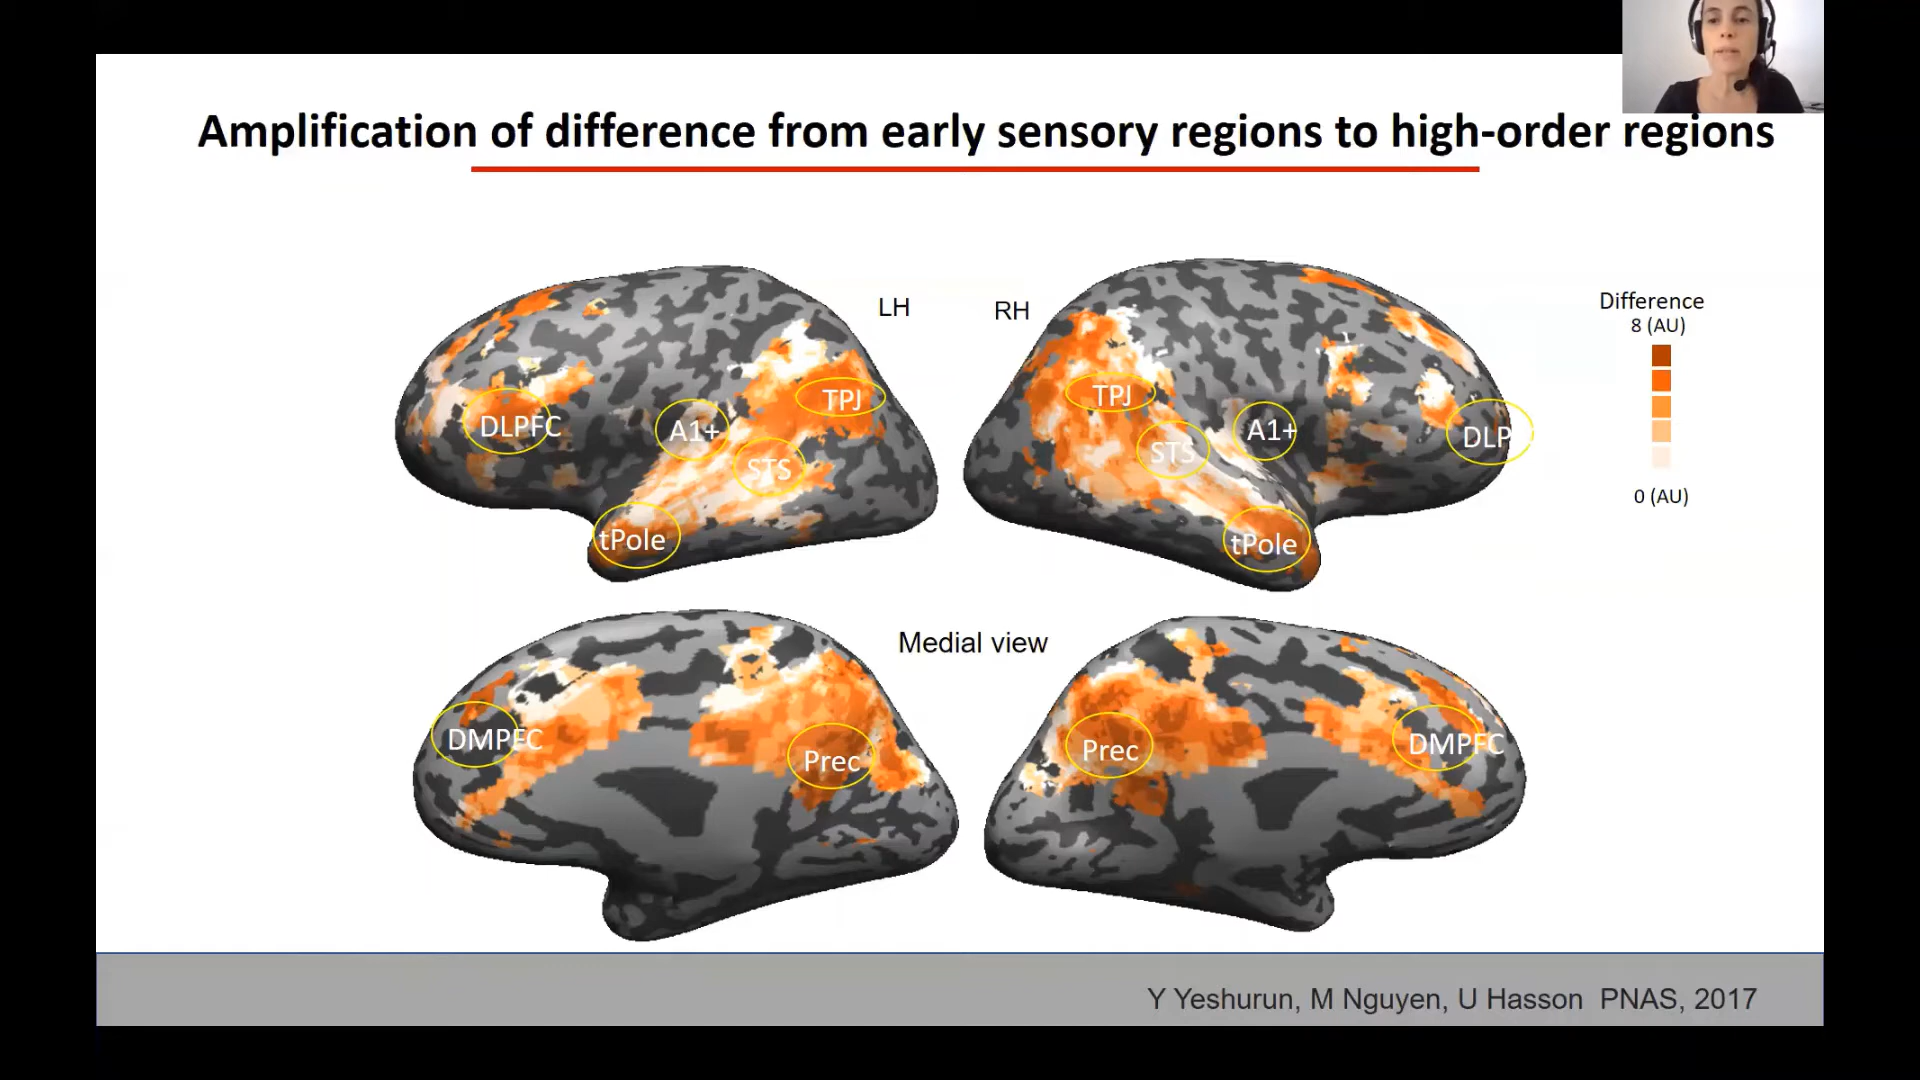 Amplification of difference from early sensory regions to high-order regions
LH
RH
Difference
8 (AU)
0 (AU)
DLPFC
A1+
TPJ
STS
tPole
TPJ
STS
A1+
DLP
tPole
Medial view
DMPFC
Prec
Prec
DMPFC
Y Yeshurun, M Nguyen, U Hasson PNAS, 2017